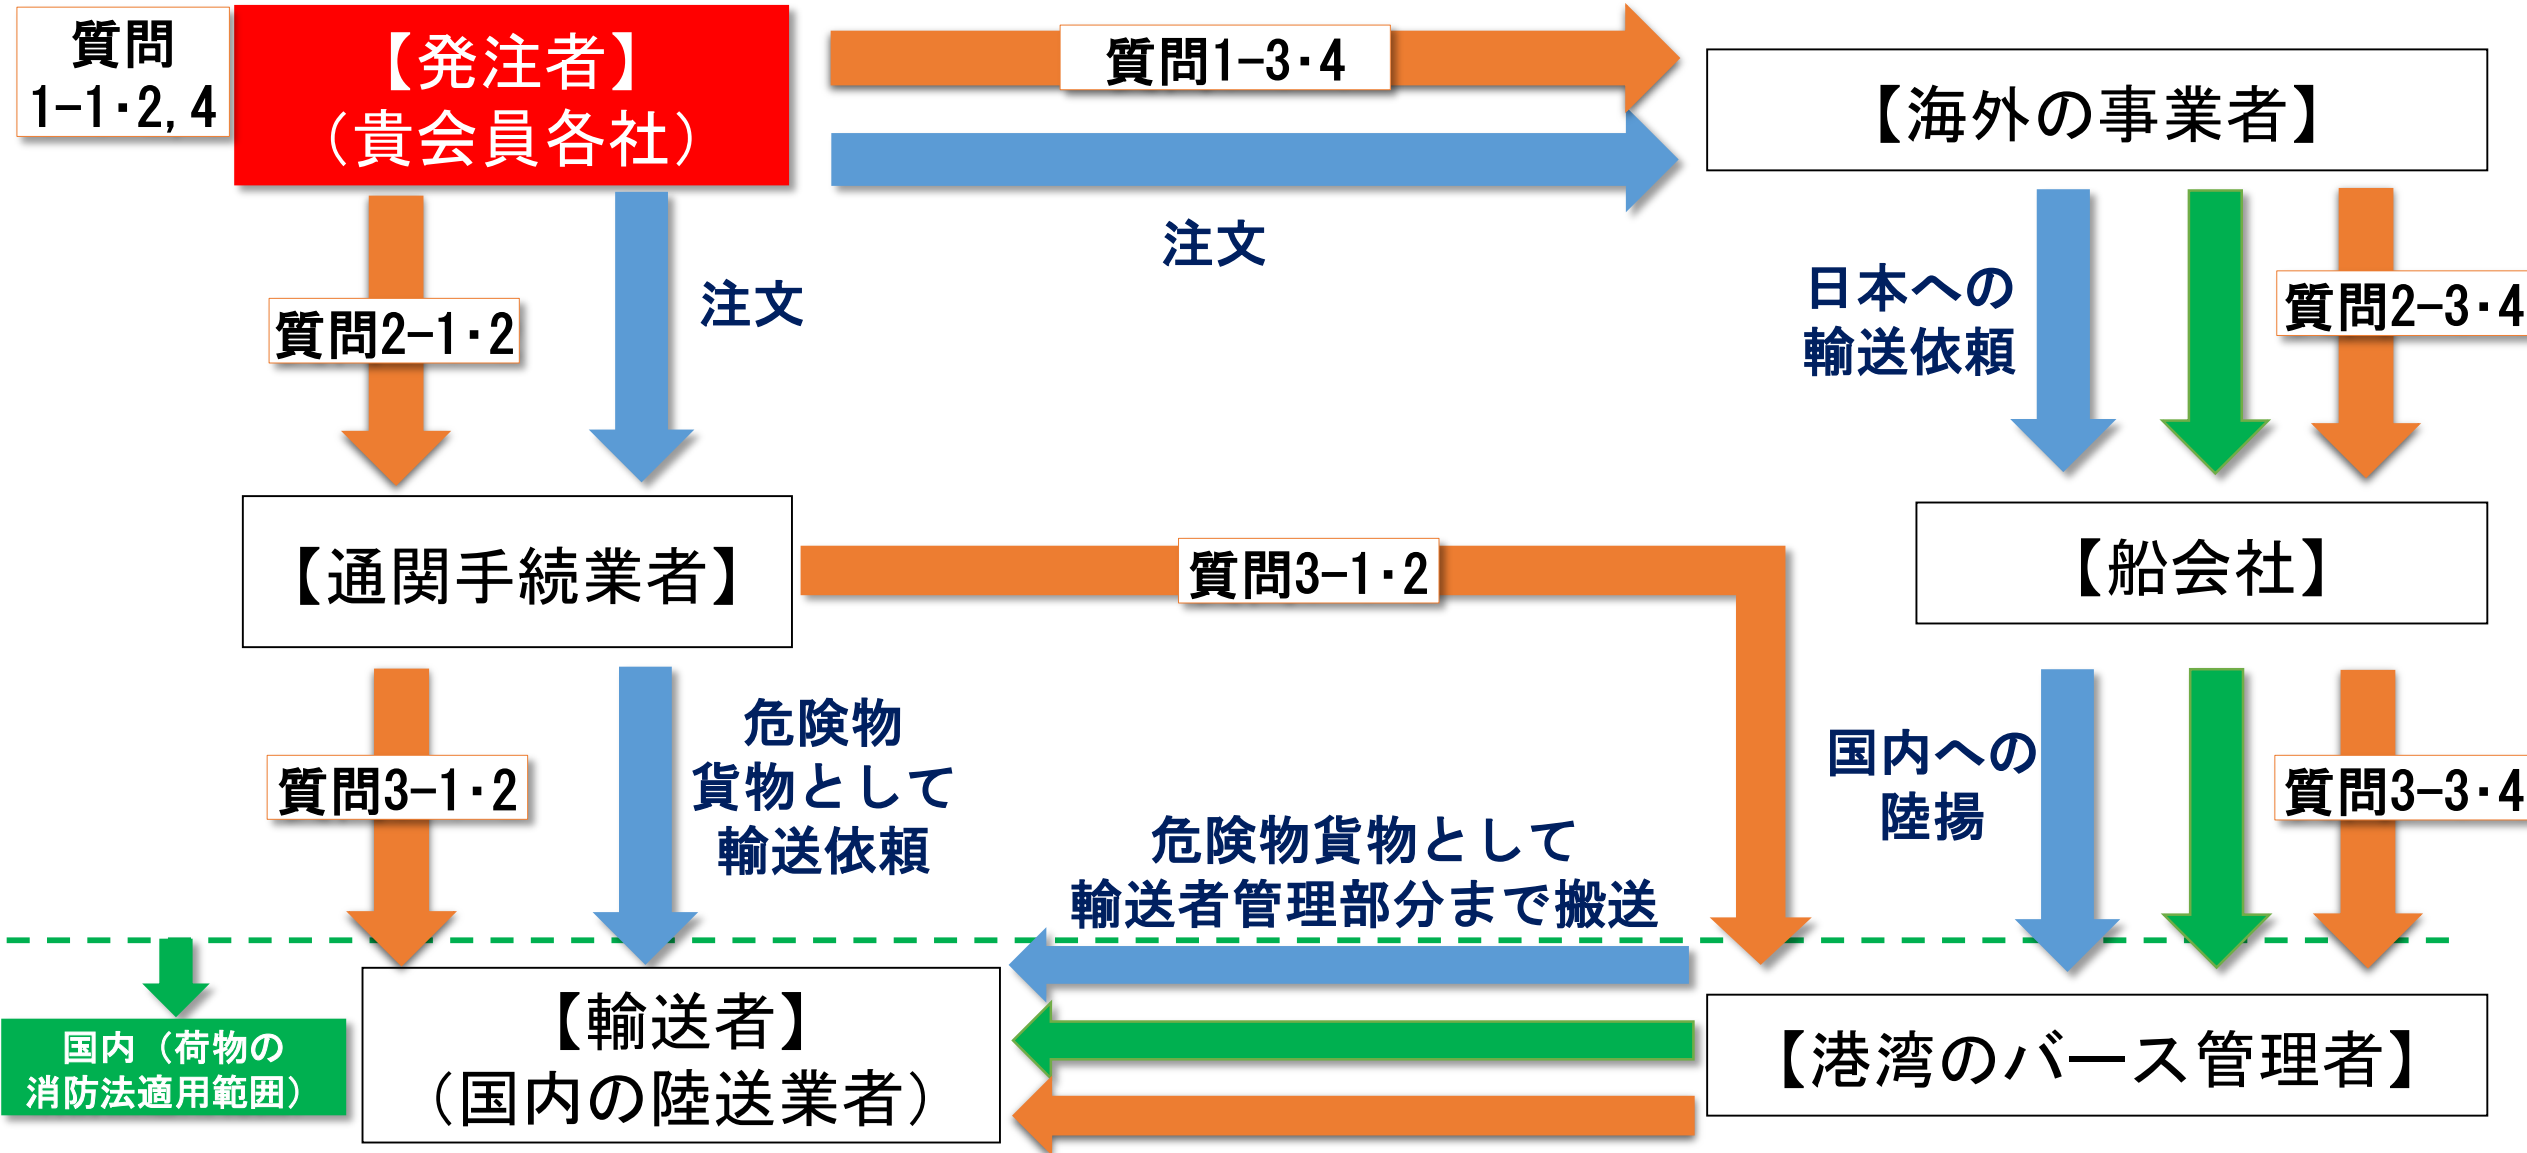 質問
1-1・2,4
【発注者】
（貴会員各社）
質問1-3・4
【海外の事業者】
注文
質問2-1・2
注文
日本への
輸送依頼
質問2-3・4
【通関手続業者】
質問3-1・2
【船会社】
質問3-1・2
危険物
貨物として
輸送依頼
国内への
陸揚
質問3-3・4
危険物貨物として
輸送者管理部分まで搬送
国内（荷物の
消防法適用範囲）
【輸送者】
（国内の陸送業者）
【港湾のバース管理者】